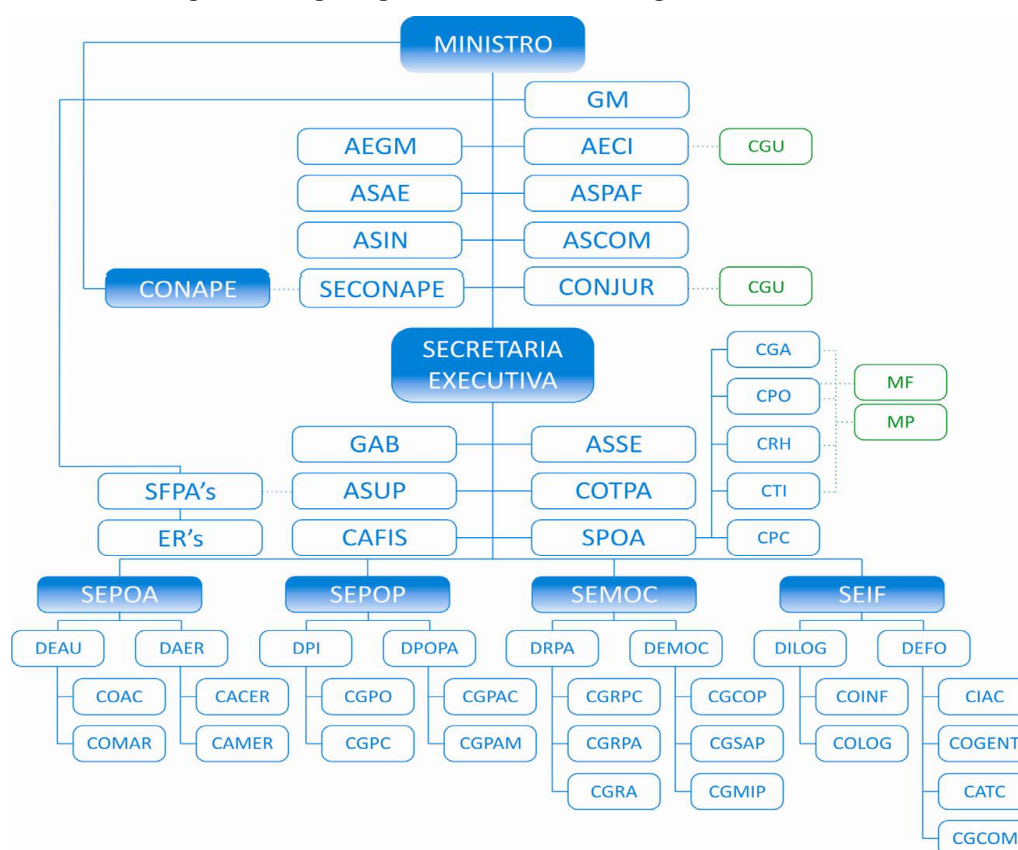 MINISTRO
GM
AEGM
AECI
CGU
ASAE
ASPAF
ASIN
ASCOM
CONAPE
SECONAPE
CONJUR
CGU
SECRETARIA
EXECUTIVA
CGA
MF
CPO
MP
GAB
ASSE
CRH
SFPA's
ASUP
COTPA
CTI
ER's
CAFIS
SPOA
CPC
SEPOA
SEPOP
SEMOC
SEIF
DEAU
DAER
DPI
DPOPA
DRPA
DEMOC
DILOG
DEFO
COAC
CACER
CGPO
CGPAC
CGRPC
CGCOP
COINF
CIAC
COMAR
CAMER
CGPC
CGPAM
CGRPA
CGSAP
COLOG
COGENT
CGRA
CGMIP
CATC
CGCOM